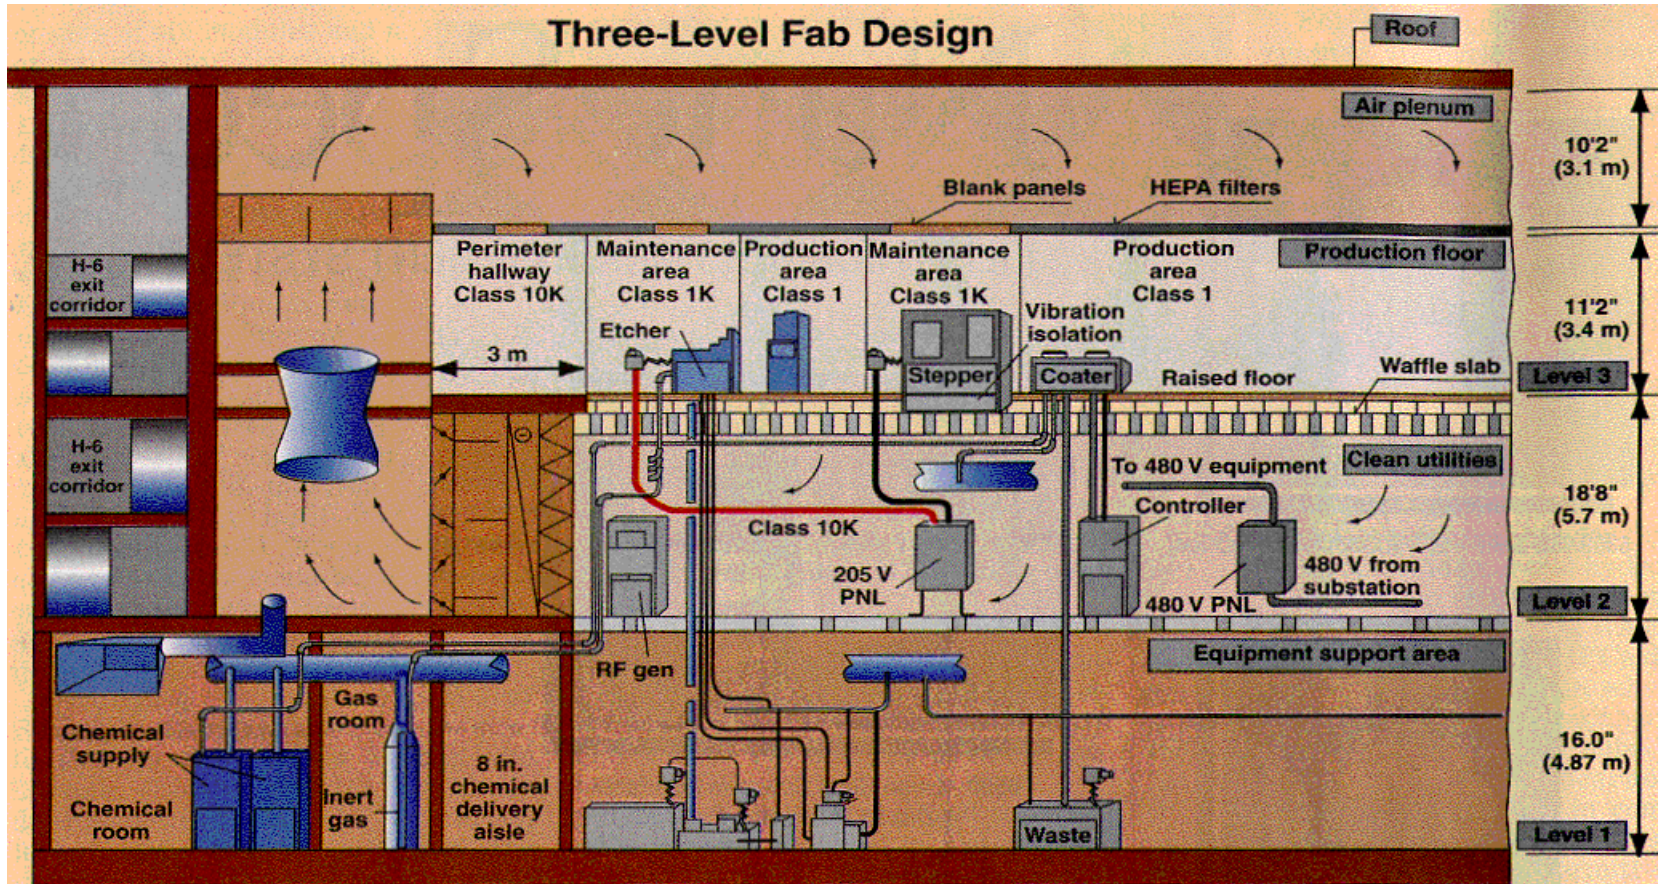 Three-Level Fab Design
Roof
Air plenum
10'2"
(3.1 m)
Blank panels
HEPA filters
Perimeter
hallway
Class 10K
Maintenance
area
Class 1K
Production
area
Class 1
Maintenance
area
Class 1K
Production
area
Class 1
Production floor
H-6
exit
corridor
Etcher
Vibration
isolation
11'2"
(3.4 m)
3 m
Stepper
Coater
Raised floor
Waffle slab
Level 3
H-6
exit
corridor
To 480 V equipment
Clean utilities
Controller
18'8"
(5.7 m)
Class 10K
205 V
PNL
480 V from
substation
480 V PNL
Level 2
RF gen
Equipment support area
Gas
room
Chemical
supply
16.0"
(4.87 m)
8 in.
chemical
delivery
aisle
Inert
gas
Chemical
room
Waste
Level 1